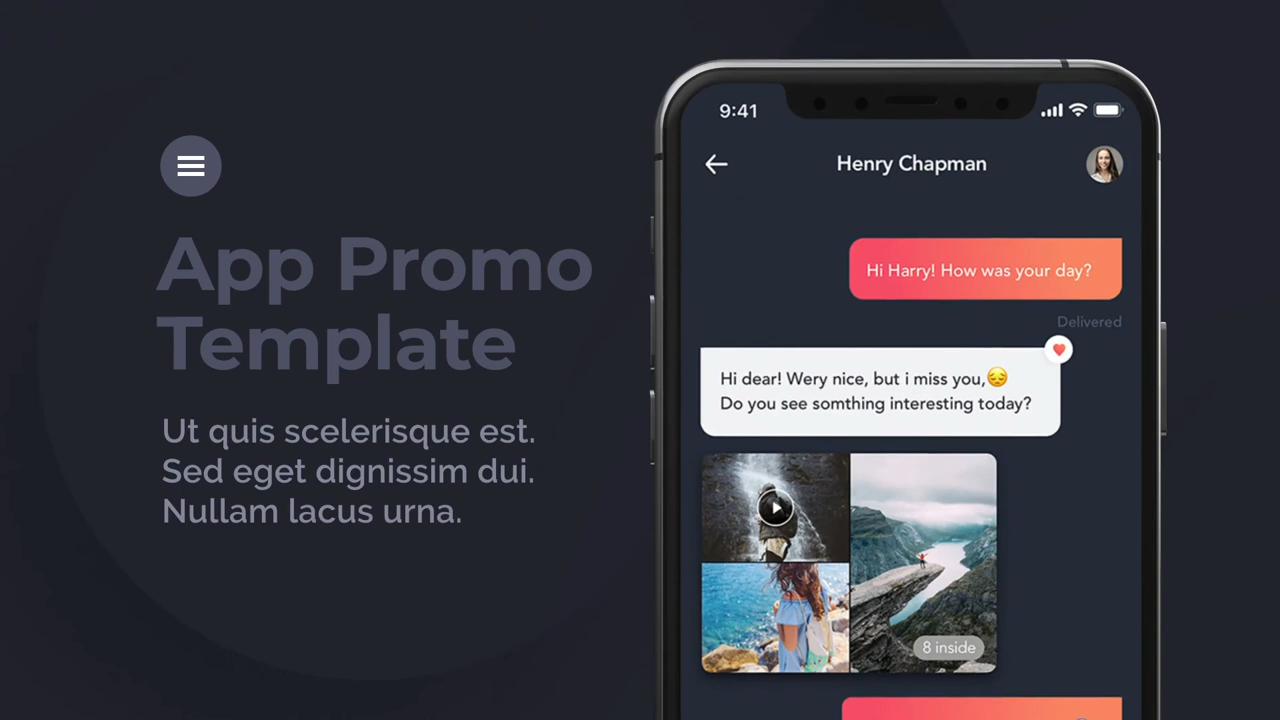 App Promo
Template
Ut quis scelerisque est.
Sed eget dignissim dui.
Nullam lacus urna.
9:41
Henry Chapman
Hi Harry! How was your day?
Delivered
Hi dear! Wery nice, but i miss you,😔
Do you see somthing interesting today?
8 inside